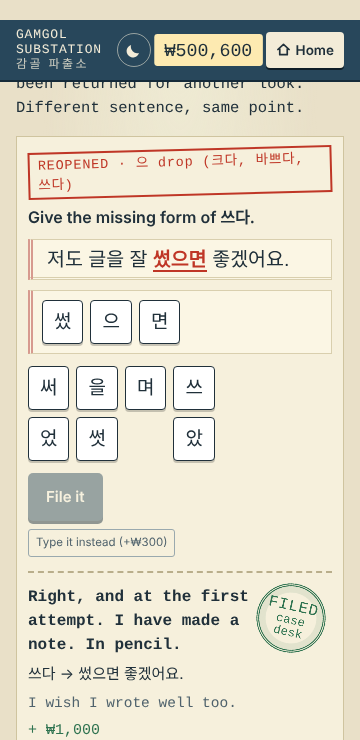 GAMGOL
SUBSTATION
감골 파출소
₩500,600
Home
been returned for another look.
Different sentence, same point.
REOPENED · 으 drop (크다, 바쁘다,
쓰다)
Give the missing form of 쓰다.
저도 글을 잘 썼으면 좋겠어요.
썼 으 면
써 을 며 쓰
었 썻 았
File it
Type it instead (+₩300)
Right, and at the first
attempt. I have made a
note. In pencil.
FILED
case
desk
쓰다 → 썼으면 좋겠어요.
I wish I wrote well too.
+ ₩1,000